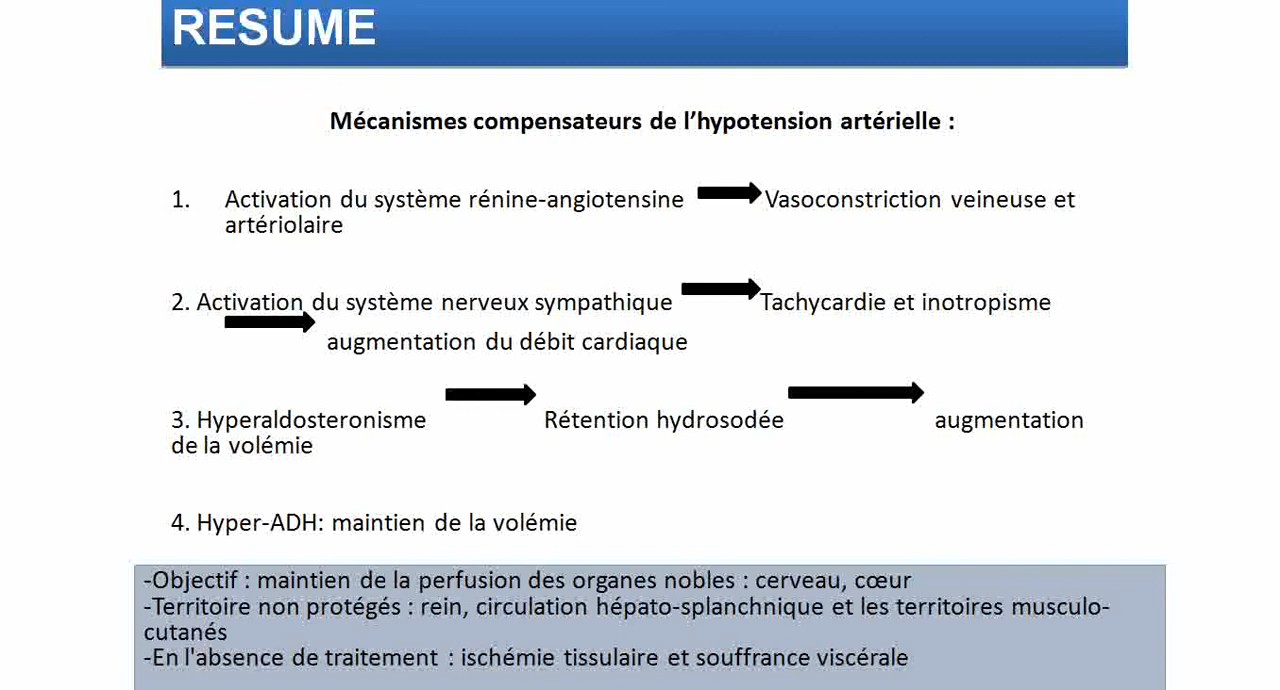 RESUME
Mécanismes compensateurs de l’hypotension artérielle :
1. Activation du système rénine-angiotensine Vasoconstriction veineuse et
artériolaire
2. Activation du système nerveux sympathique Tachycardie et inotropisme
augmentation du débit cardiaque
3. Hyperaldosteronisme Rétention hydrosodée augmentation
de la volémie
4. Hyper-ADH: maintien de la volémie
-Objectif : maintien de la perfusion des organes nobles : cerveau, cœur
-Territoire non protégés : rein, circulation hépato-splanchnique et les territoires musculo-
cutanés
-En l'absence de traitement : ischémie tissulaire et souffrance viscérale